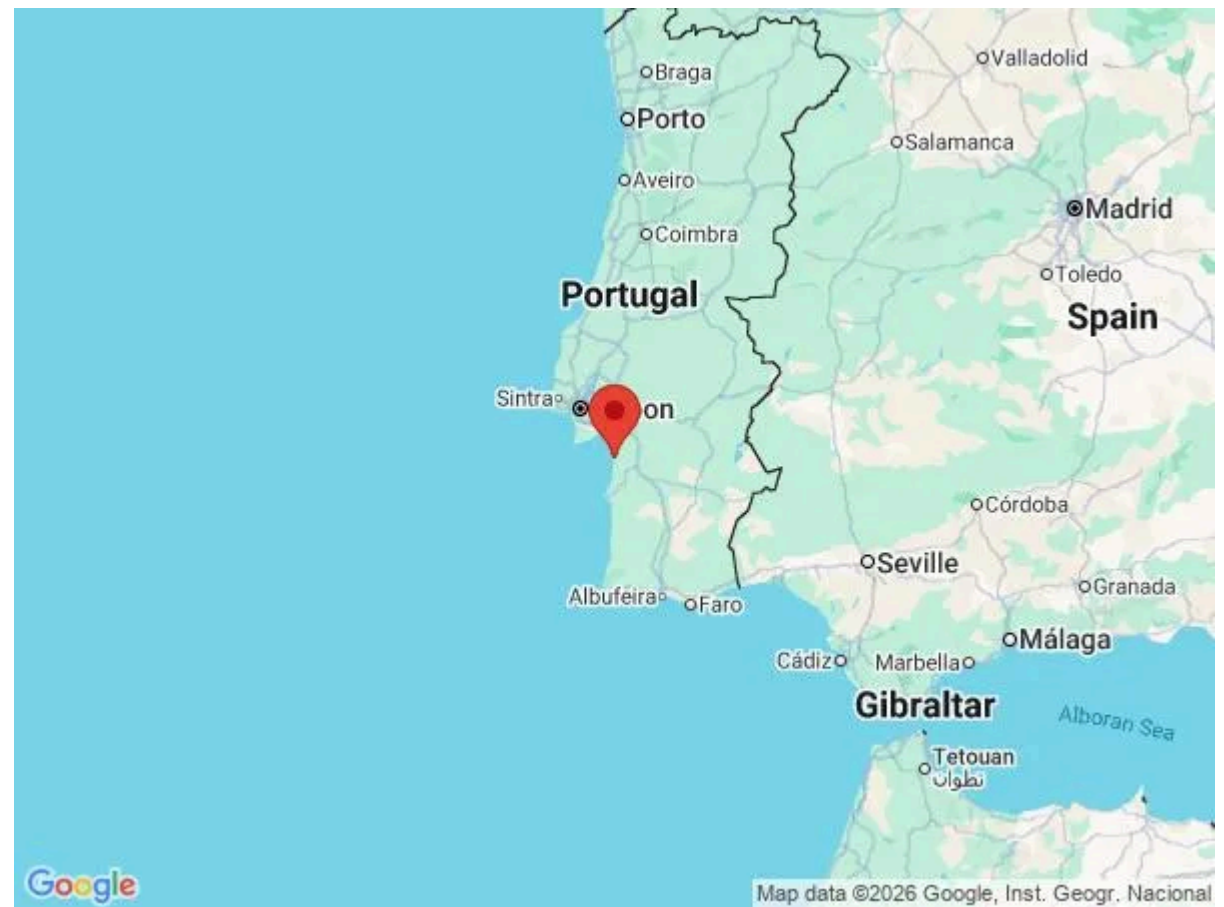 Braga
Valladolid
Porto
Salamanca
Aveiro
Madrid
Coimbra
Toledo
Portugal
Spain
Sintra
on
Córdoba
Seville
Granada
Albufeira
Faro
Málaga
Cádiz
Marbella
Gibraltar
Alboran Sea
Tetouan
تطوان
Google
Map data ©2026 Google, Inst. Geogr. Nacional